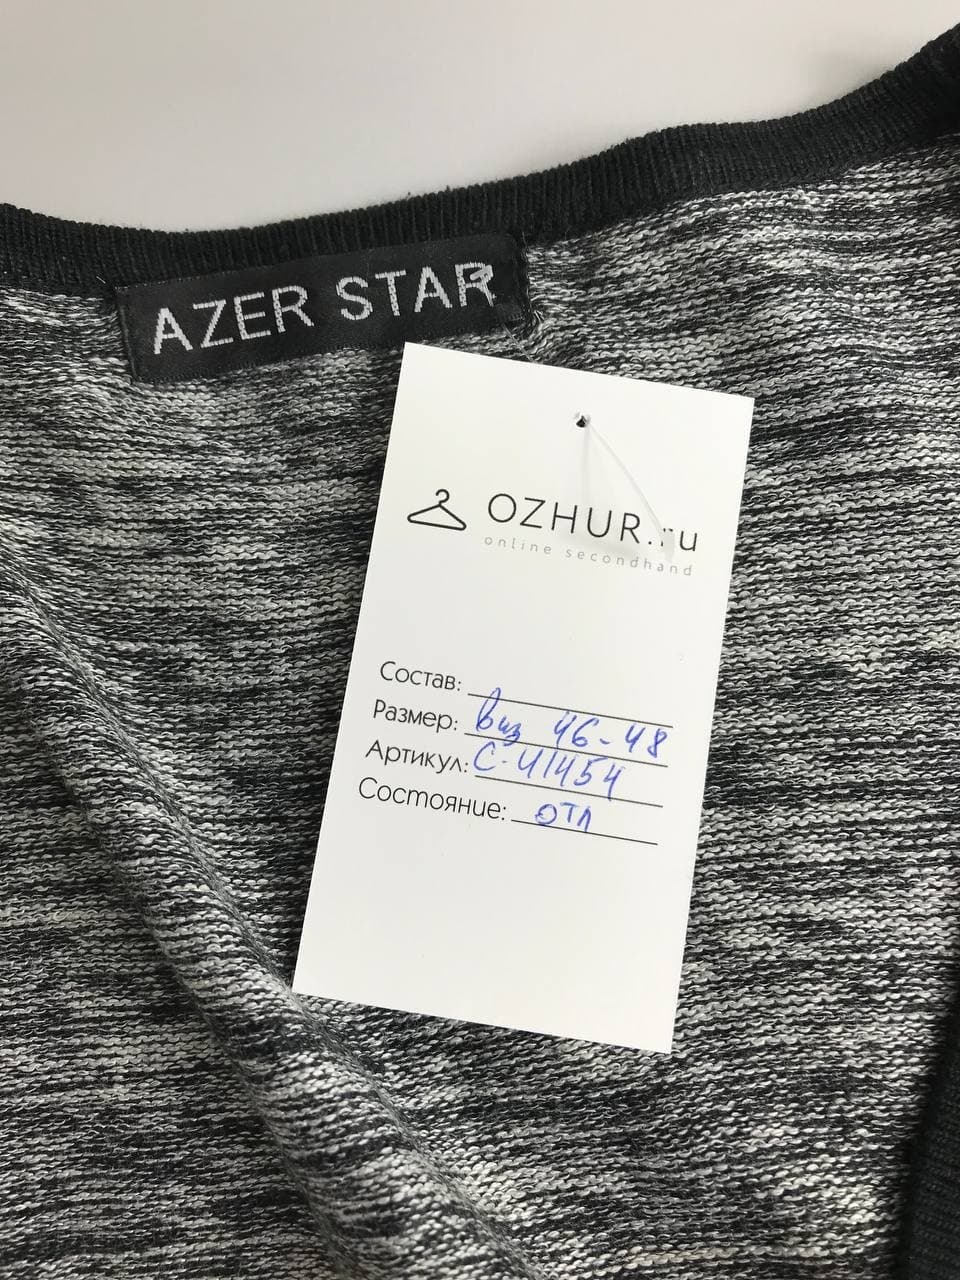 AZER STAR
OZHUR.ru
online secondhand
Состав:
Размер: виз 46-48
Артикул: С-41454
Состояние: отл